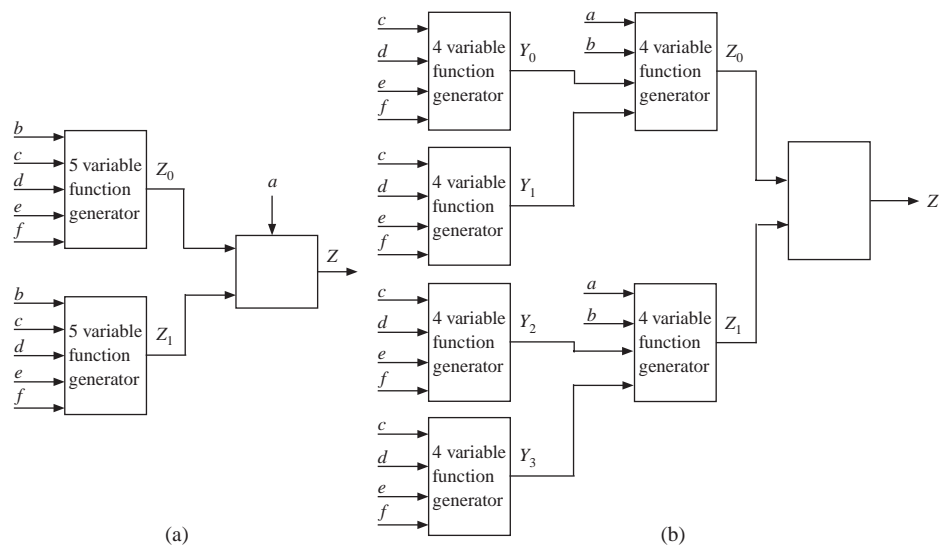 b
c
d
e
f
5 variable
function
generator
Z0
a
Z
b
c
d
e
f
5 variable
function
generator
Z1
(a)
c
d
e
f
4 variable
function
generator
Y0
a
b
4 variable
function
generator
Z0
c
d
e
f
4 variable
function
generator
Y1
Z
c
d
e
f
4 variable
function
generator
Y2
a
b
4 variable
function
generator
Z1
c
d
e
f
4 variable
function
generator
Y3
(b)